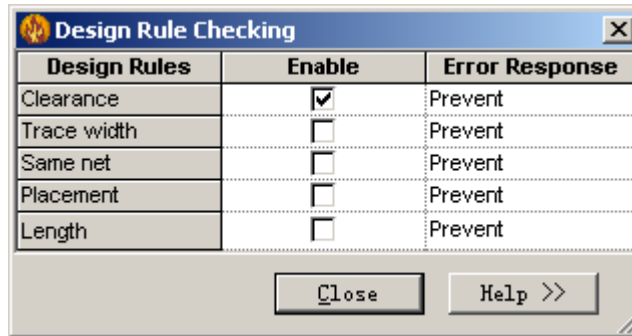 Design Rule Checking
Design Rules Enable Error Response
Clearance Prevent
Trace width Prevent
Same net Prevent
Placement Prevent
Length Prevent
Close Help >>